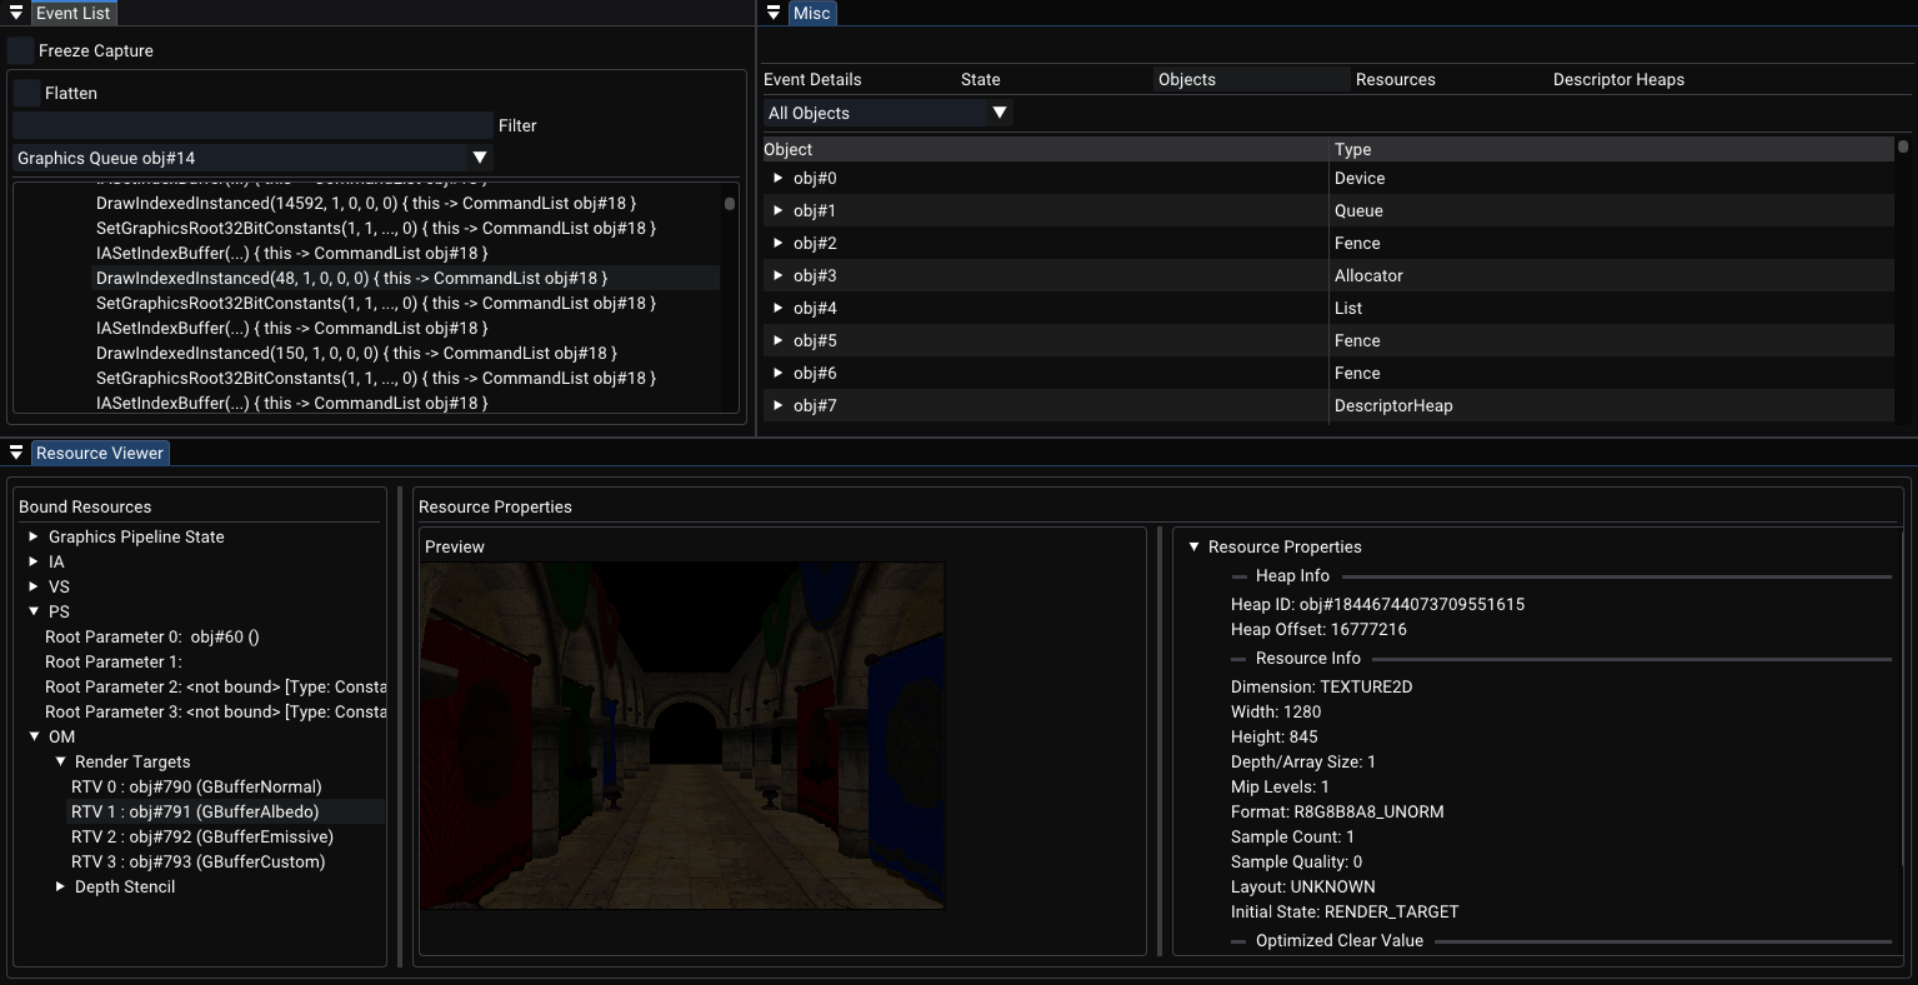 Event List
Freeze Capture
Flatten
Filter
Graphics Queue obj#14
IASetIndexBuffer(...) { this -> CommandList obj#18 }
DrawIndexedInstanced(14592, 1, 0, 0, 0) { this -> CommandList obj#18 }
SetGraphicsRoot32BitConstants(1, 1, ..., 0) { this -> CommandList obj#18 }
IASetIndexBuffer(...) { this -> CommandList obj#18 }
DrawIndexedInstanced(48, 1, 0, 0, 0) { this -> CommandList obj#18 }
SetGraphicsRoot32BitConstants(1, 1, ..., 0) { this -> CommandList obj#18 }
IASetIndexBuffer(...) { this -> CommandList obj#18 }
DrawIndexedInstanced(150, 1, 0, 0, 0) { this -> CommandList obj#18 }
SetGraphicsRoot32BitConstants(1, 1, ..., 0) { this -> CommandList obj#18 }
IASetIndexBuffer(...) { this -> CommandList obj#18 }
Misc
Event Details State Objects Resources Descriptor Heaps
All Objects
Object Type
obj#0 Device
obj#1 Queue
obj#2 Fence
obj#3 Allocator
obj#4 List
obj#5 Fence
obj#6 Fence
obj#7 DescriptorHeap
Resource Viewer
Bound Resources
Graphics Pipeline State
IA
VS
PS
Root Parameter 0: obj#60 ()
Root Parameter 1:
Root Parameter 2: <not bound> [Type: Consta
Root Parameter 3: <not bound> [Type: Consta
OM
Render Targets
RTV 0 : obj#790 (GBufferNormal)
RTV 1 : obj#791 (GBufferAlbedo)
RTV 2 : obj#792 (GBufferEmissive)
RTV 3 : obj#793 (GBufferCustom)
Depth Stencil
Resource Properties
Preview
Resource Properties
Heap Info
Heap ID: obj#18446744073709551615
Heap Offset: 16777216
Resource Info
Dimension: TEXTURE2D
Width: 1280
Height: 845
Depth/Array Size: 1
Mip Levels: 1
Format: R8G8B8A8_UNORM
Sample Count: 1
Sample Quality: 0
Layout: UNKNOWN
Initial State: RENDER_TARGET
Optimized Clear Value